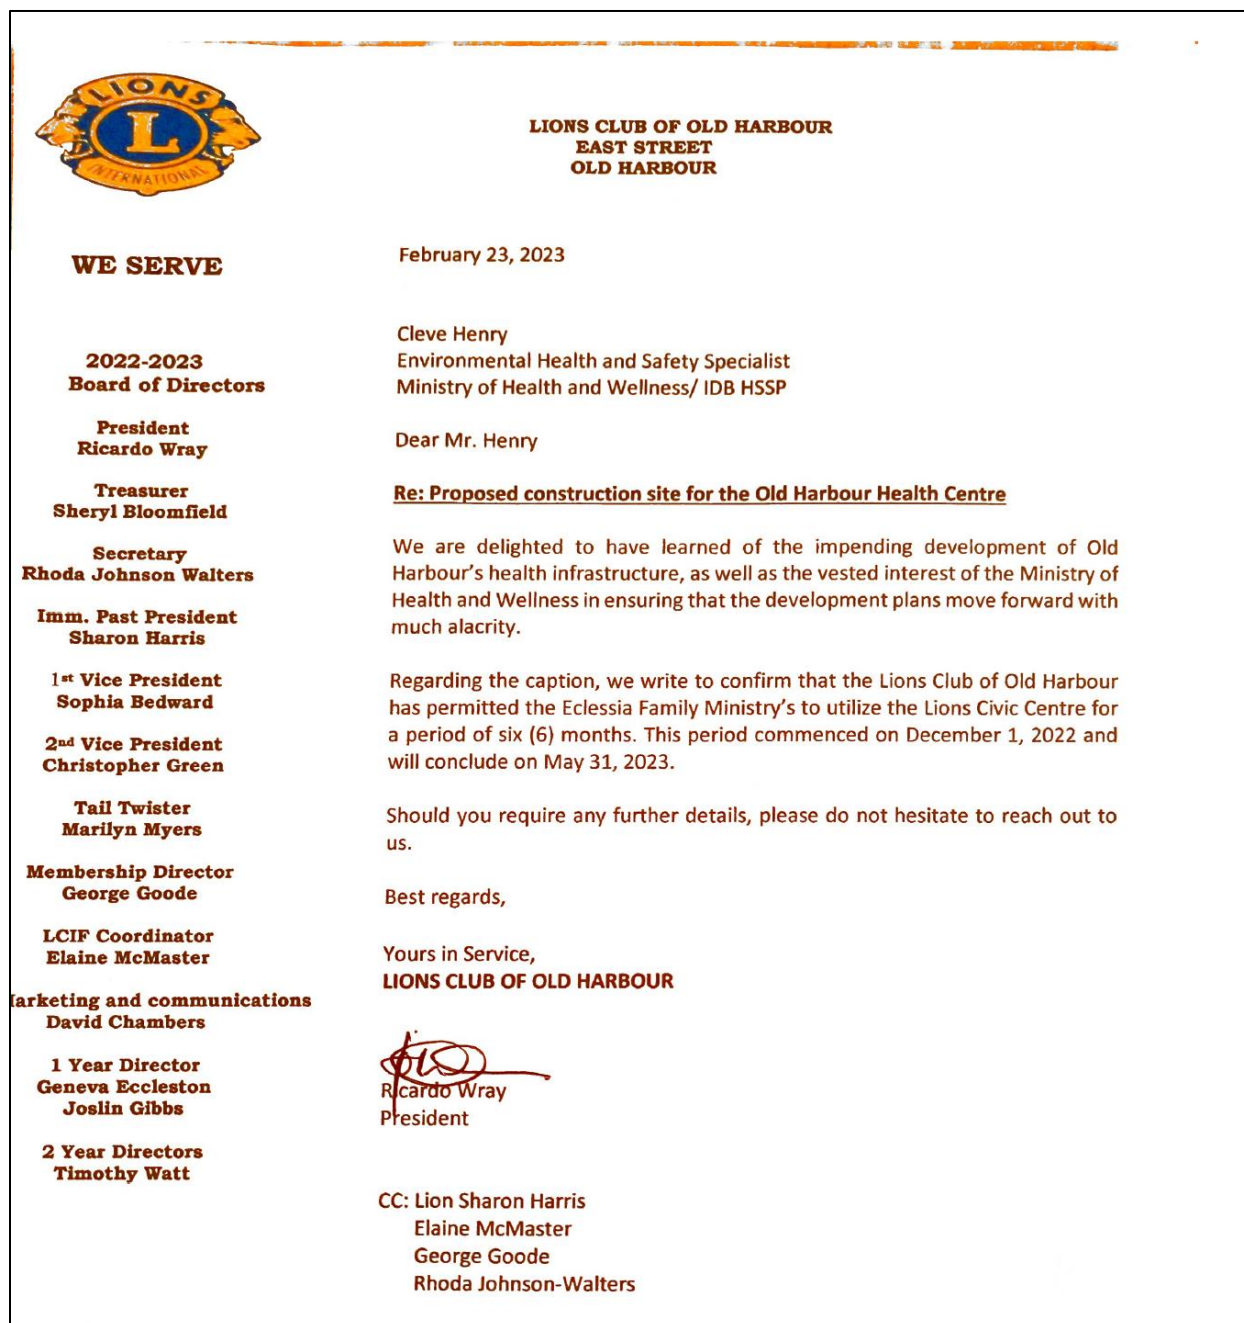 LIONS
L
INTERNATIONAL
LIONS CLUB OF OLD HARBOUR
EAST STREET
OLD HARBOUR
WE SERVE
2022-2023
Board of Directors
President
Ricardo Wray
Treasurer
Sheryl Bloomfield
Secretary
Rhoda Johnson Walters
Imm. Past President
Sharon Harris
1st Vice President
Sophia Bedward
2nd Vice President
Christopher Green
Tail Twister
Marilyn Myers
Membership Director
George Goode
LCIF Coordinator
Elaine McMaster
arketing and communications
David Chambers
1 Year Director
Geneva Eccleston
Joslin Gibbs
2 Year Directors
Timothy Watt
February 23, 2023
Cleve Henry
Environmental Health and Safety Specialist
Ministry of Health and Wellness/ IDB HSSP
Dear Mr. Henry
Re: Proposed construction site for the Old Harbour Health Centre
We are delighted to have learned of the impending development of Old
Harbour's health infrastructure, as well as the vested interest of the Ministry of
Health and Wellness in ensuring that the development plans move forward with
much alacrity.
Regarding the caption, we write to confirm that the Lions Club of Old Harbour
has permitted the Eclessia Family Ministry's to utilize the Lions Civic Centre for
a period of six (6) months. This period commenced on December 1, 2022 and
will conclude on May 31, 2023.
Should you require any further details, please do not hesitate to reach out to
us.
Best regards,
Yours in Service,
LIONS CLUB OF OLD HARBOUR
Ricardo Wray
President
CC: Lion Sharon Harris
Elaine McMaster
George Goode
Rhoda Johnson-Walters